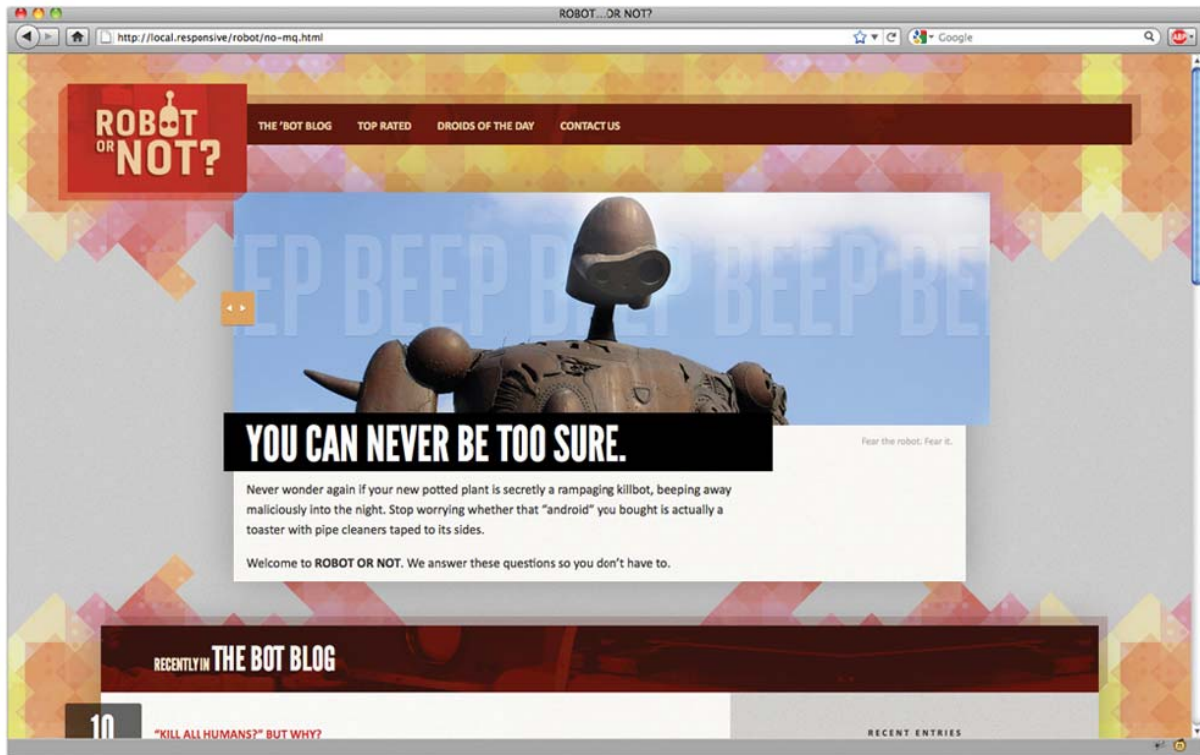 ROBOT...OR NOT?
http://local.responsive/robot/no-mq.html
Google
ABP
ROBOT
OR NOT?
THE 'BOT BLOG TOP RATED DROIDS OF THE DAY CONTACT US
EP BEEP BEEP BEEP BE
YOU CAN NEVER BE TOO SURE.
Fear the robot. Fear it.
Never wonder again if your new potted plant is secretly a rampaging killbot, beeping away
maliciously into the night. Stop worrying whether that “android” you bought is actually a
toaster with pipe cleaners taped to its sides.
Welcome to ROBOT OR NOT. We answer these questions so you don’t have to.
RECENTLY IN THE BOT BLOG
10
“KILL ALL HUMANS?” BUT WHY?
RECENT ENTRIES